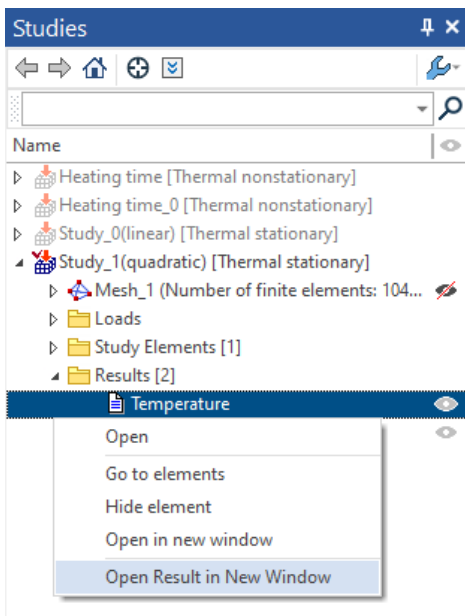 Studies
Name
Heating time [Thermal nonstationary]
Heating time_0 [Thermal nonstationary]
Study_0(linear) [Thermal stationary]
Study_1(quadratic) [Thermal stationary]
Mesh_1 (Number of finite elements: 104...
Loads
Study Elements [1]
Results [2]
Temperature
Open
Go to elements
Hide element
Open in new window
Open Result in New Window